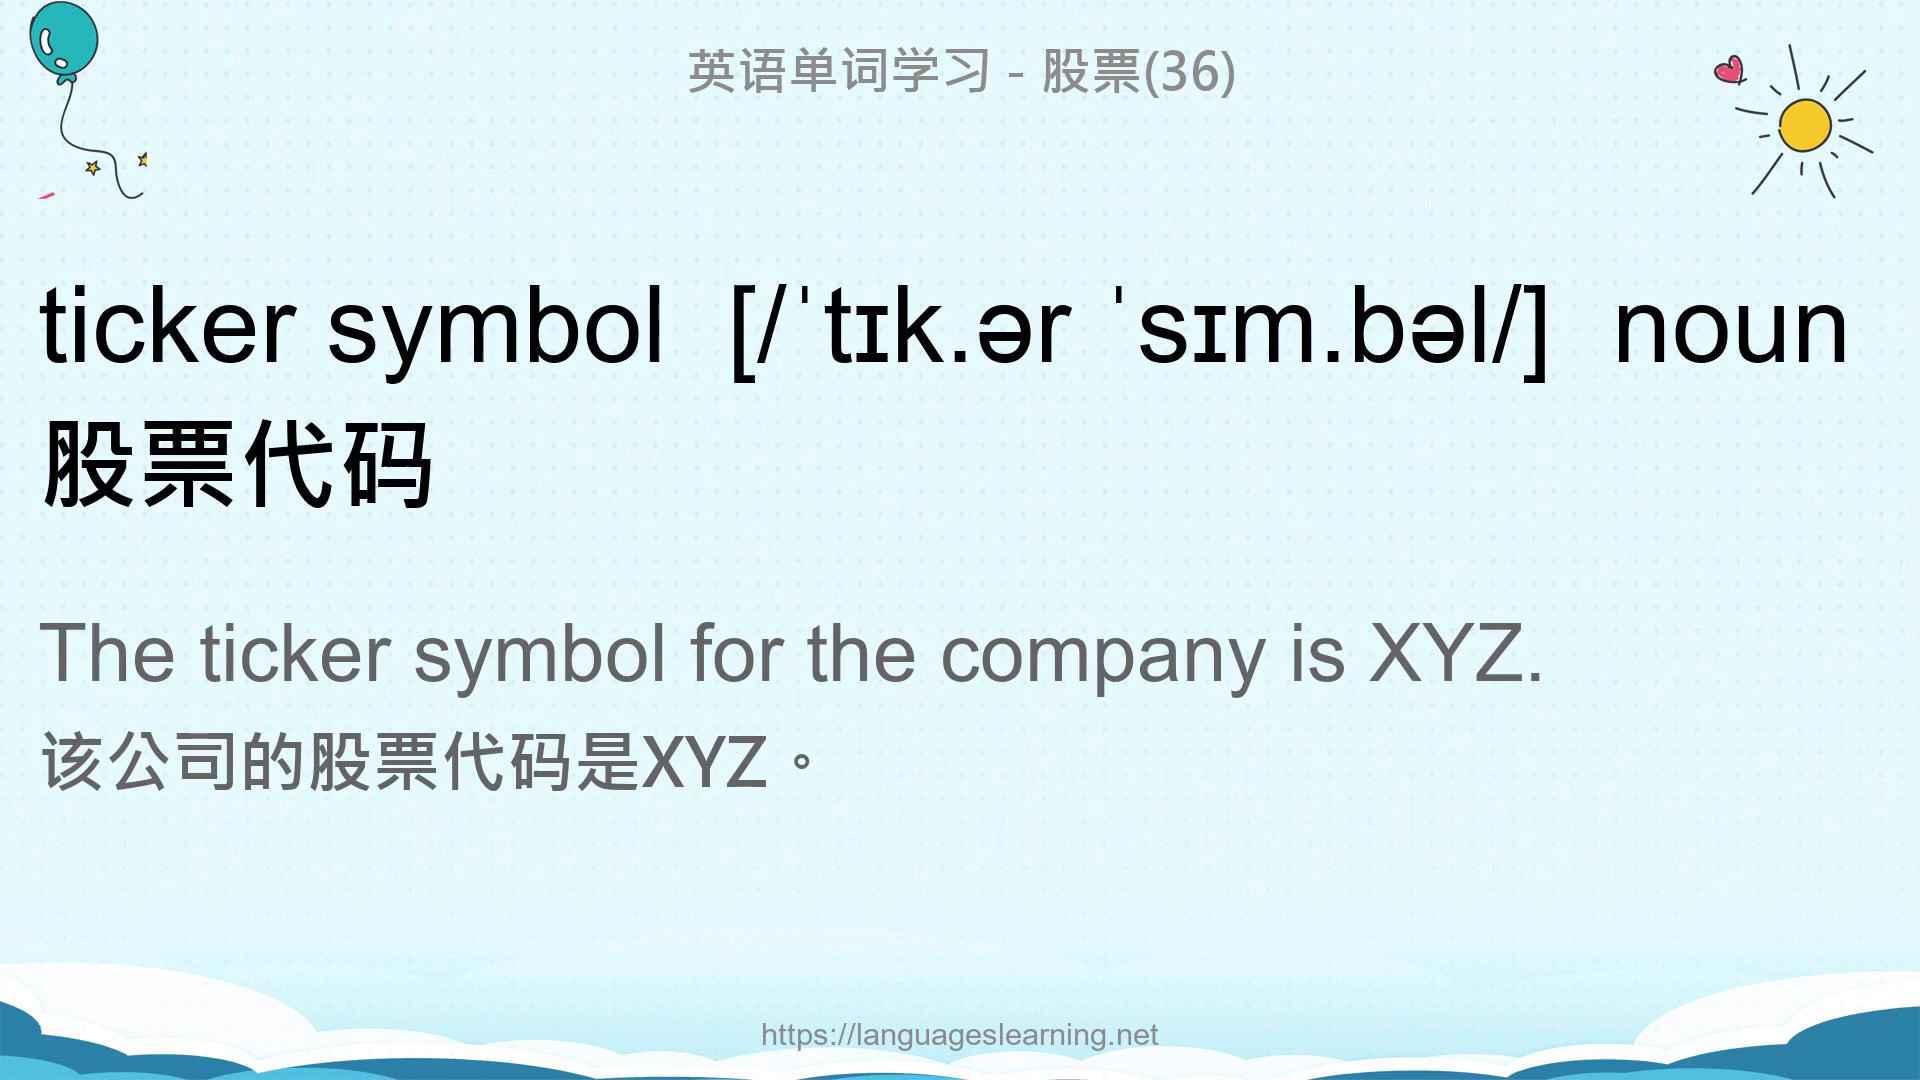 英语单词学习 - 股票(36)
ticker symbol  [/ˈtɪk.ər ˈsɪm.bəl/]  noun
股票代码
The ticker symbol for the company is XYZ.
该公司的股票代码是XYZ。
https://languageslearning.net